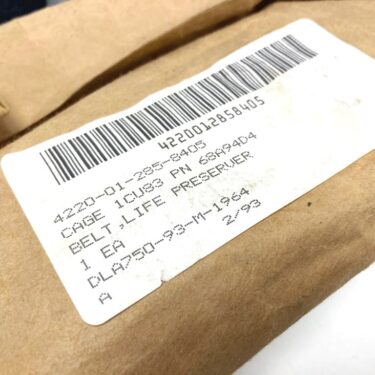 4220012858405
4220-01-285-8405
CAGE 1CU83 PN 68A94D4
BELT,LIFE PRESERVER
1 EA
DLA750-93-M-1964
A 2/93